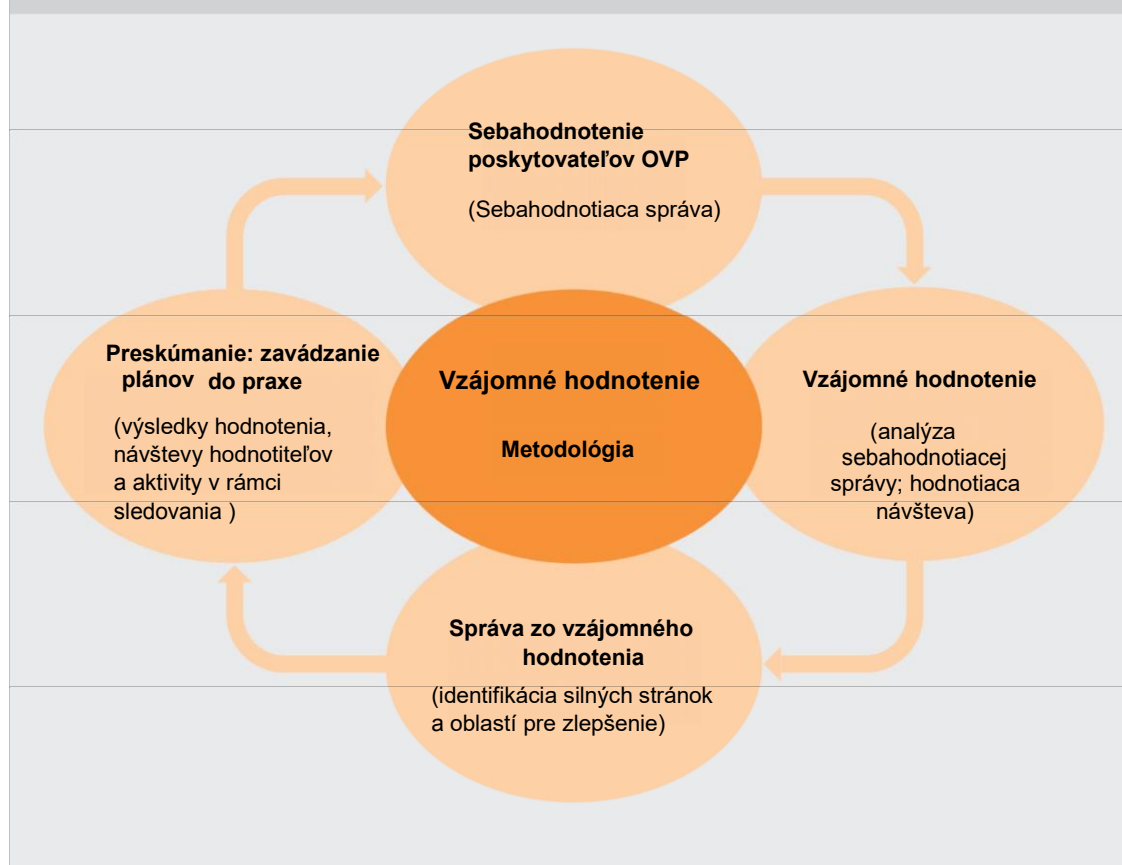 Sebahodnotenie
poskytovateľov OVP
(Sebahodnotiaca správa)
Preskúmanie: zavádzanie
plánov do praxe
(výsledky hodnotenia,
návštevy hodnotiteľov
a aktivity v rámci
sledovania )
Vzájomné hodnotenie
Metodológia
Vzájomné hodnotenie
(analýza
sebahodnotiacej
správy; hodnotiaca
návšteva)
Správa zo vzájomného
hodnotenia
(identifikácia silných stránok
a oblastí pre zlepšenie)